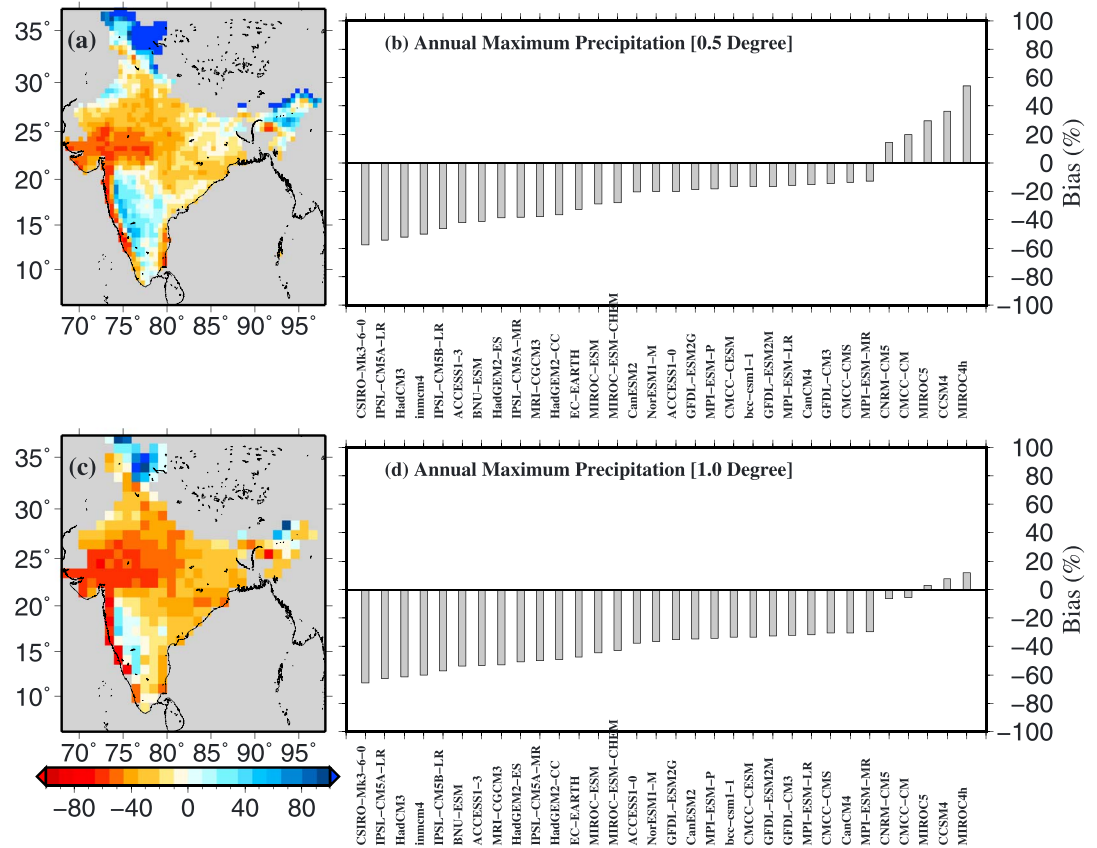 (a)
35°
30°
25°
20°
15°
10°
70° 75° 80° 85° 90° 95°
(b) Annual Maximum Precipitation [0.5 Degree]
100
80
60
40
20
0
−20
−40
−60
−80
−100
Bias (%)
CSIRO−Mk3−6−0
IPSL−CM5A−LR
HadCM3
inmcm4
IPSL−CM5B−LR
ACCESS1−3
BNU−ESM
HadGEM2−ES
IPSL−CM5A−MR
MRI−CGCM3
HadGEM2−CC
EC−EARTH
MIROC−ESM
MIROC−ESM−CHEM
CanESM2
NorESM1−M
ACCESS1−0
GFDL−ESM2G
MPI−ESM−P
CMCC−CESM
bcc−csm1−1
GFDL−ESM2M
MPI−ESM−LR
CanCM4
GFDL−CM3
CMCC−CMS
MPI−ESM−MR
CNRM−CM5
CMCC−CM
MIROC5
CCSM4
MIROC4h
(c)
35°
30°
25°
20°
15°
10°
70° 75° 80° 85° 90° 95°
−80 −40 0 40 80
(d) Annual Maximum Precipitation [1.0 Degree]
100
80
60
40
20
0
−20
−40
−60
−80
−100
Bias (%)
CSIRO−Mk3−6−0
IPSL−CM5A−LR
HadCM3
inmcm4
IPSL−CM5B−LR
BNU−ESM
ACCESS1−3
MRI−CGCM3
HadGEM2−ES
IPSL−CM5A−MR
HadGEM2−CC
EC−EARTH
MIROC−ESM
MIROC−ESM−CHEM
ACCESS1−0
NorESM1−M
GFDL−ESM2G
CanESM2
MPI−ESM−P
bcc−csm1−1
CMCC−CESM
GFDL−ESM2M
GFDL−CM3
MPI−ESM−LR
CMCC−CMS
CanCM4
MPI−ESM−MR
CNRM−CM5
CMCC−CM
MIROC5
CCSM4
MIROC4h